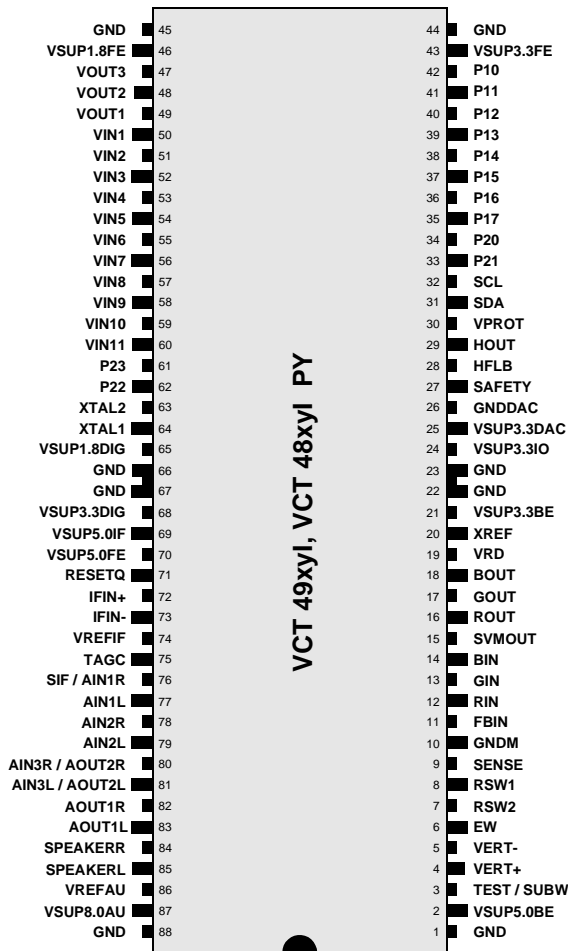 GND 45 44 GND
VSUP1.8FE 46 43 VSUP3.3FE
VOUT3 47 42 P10
VOUT2 48 41 P11
VOUT1 49 40 P12
VIN1 50 39 P13
VIN2 51 38 P14
VIN3 52 37 P15
VIN4 53 36 P16
VIN5 54 35 P17
VIN6 55 34 P20
VIN7 56 33 P21
VIN8 57 32 SCL
VIN9 58 31 SDA
VIN10 59 30 VPROT
VIN11 60 29 HOUT
P23 61 28 HFLB
P22 62 27 SAFETY
XTAL2 63 26 GNDDAC
XTAL1 64 25 VSUP3.3DAC
VSUP1.8DIG 65 24 VSUP3.3IO
GND 66 23 GND
GND 67 22 GND
VSUP3.3DIG 68 21 VSUP3.3BE
VSUP5.0IF 69 20 XREF
VSUP5.0FE 70 19 VRD
RESETQ 71 18 BOUT
IFIN+ 72 17 GOUT
IFIN- 73 16 ROUT
VREFIF 74 15 SVMOUT
TAGC 75 14 BIN
SIF / AIN1R 76 13 GIN
AIN1L 77 12 RIN
AIN2R 78 11 FBIN
AIN2L 79 10 GNDM
AIN3R / AOUT2R 80 9 SENSE
AIN3L / AOUT2L 81 8 RSW1
AOUT1R 82 7 RSW2
AOUT1L 83 6 EW
SPEAKERR 84 5 VERT-
SPEAKERL 85 4 VERT+
VREFAU 86 3 TEST / SUBW
VSUP8.0AU 87 2 VSUP5.0BE
GND 88 1 GND
VCT 49xyI, VCT 48xyI PY